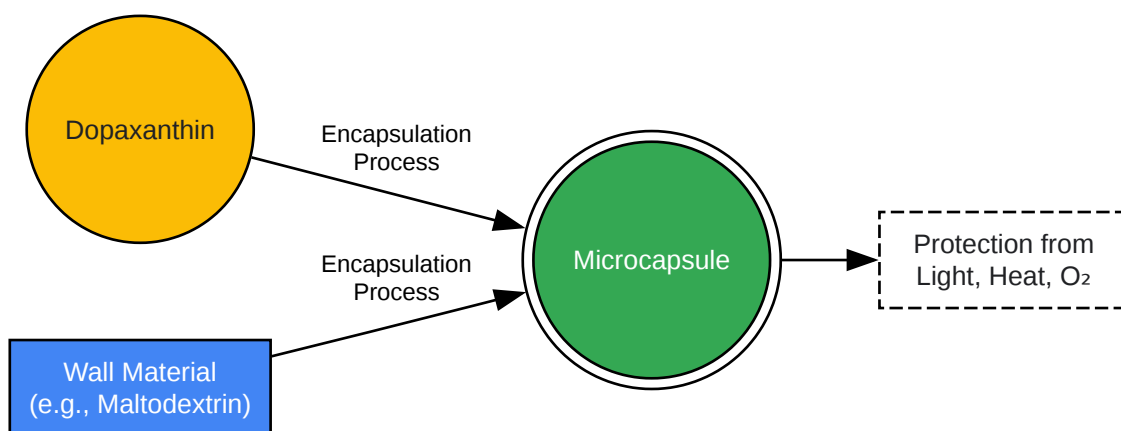 Dopaxanthin
Encapsulation
Process
Encapsulation
Process
Wall Material
(e.g., Maltodextrin)
Microcapsule
Protection from
Light, Heat, O₂